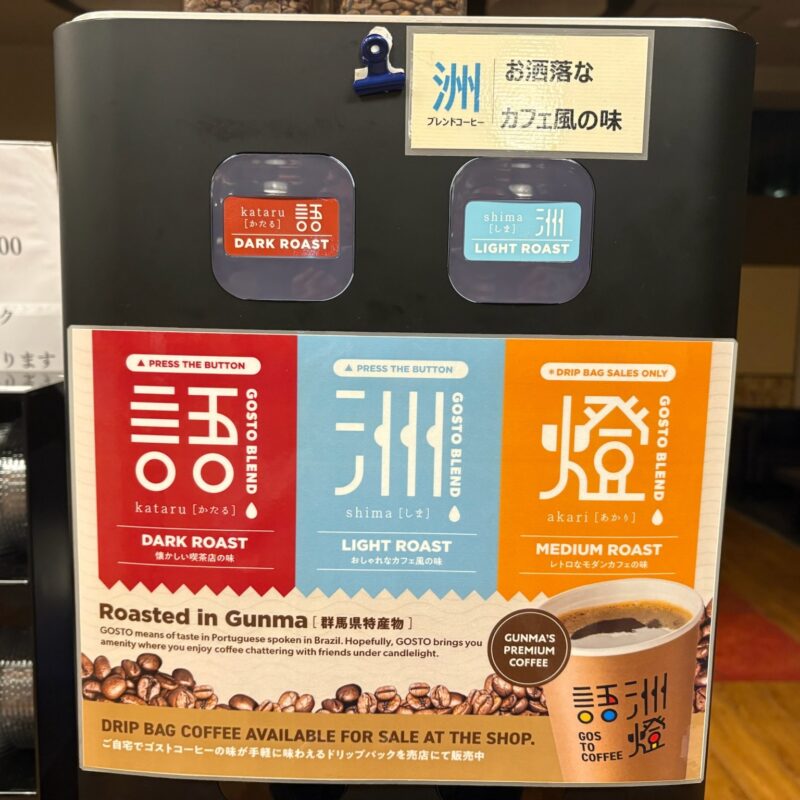 洲
ブレンドコーヒー
お洒落な
カフェ風の味
kataru
[かたる]
話
DARK ROAST
shima
[しま]
洲
LIGHT ROAST
00
ク
ります
▲ PRESS THE BUTTON
話
GOSTO BLEND
kataru [かたる]
DARK ROAST
懐かしい喫茶店の味
▲ PRESS THE BUTTON
洲
GOSTO BLEND
shima [しま]
LIGHT ROAST
おしゃれなカフェ風の味
*DRIP BAG SALES ONLY
燈
GOSTO BLEND
akari [あかり]
MEDIUM ROAST
レトロなモダンカフェの味
Roasted in Gunma [群馬県特産物]
GOSTO means of taste in Portuguese spoken in Brazil. Hopefully, GOSTO brings you
amenity where you enjoy coffee chattering with friends under candlelight.
GUNMA'S
PREMIUM
COFFEE
話洲
燈
GOS
TO
COFFEE
DRIP BAG COFFEE AVAILABLE FOR SALE AT THE SHOP.
ご自宅でゴストコーヒーの味が手軽に味わえるドリップパックを売店にて販売中